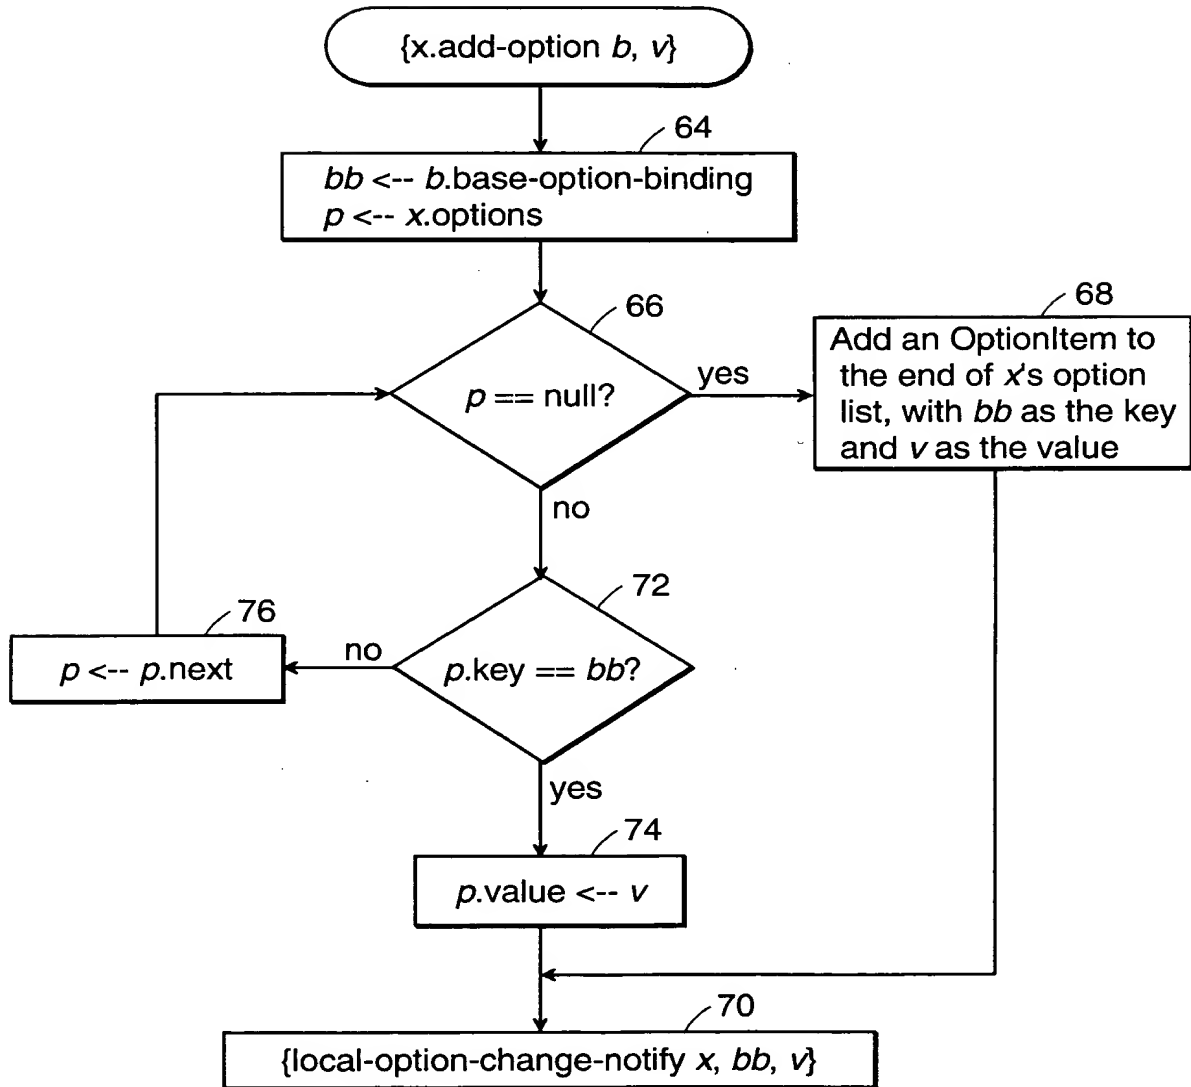 {x.add-option b, v}
64
bb <-- b.base-option-binding
p <-- x.options
66
p == null?
yes
68
Add an OptionItem to
the end of x's option
list, with bb as the key
and v as the value
no
72
p.key == bb?
no
76
p <-- p.next
yes
74
p.value <-- v
70
{local-option-change-notify x, bb, v}